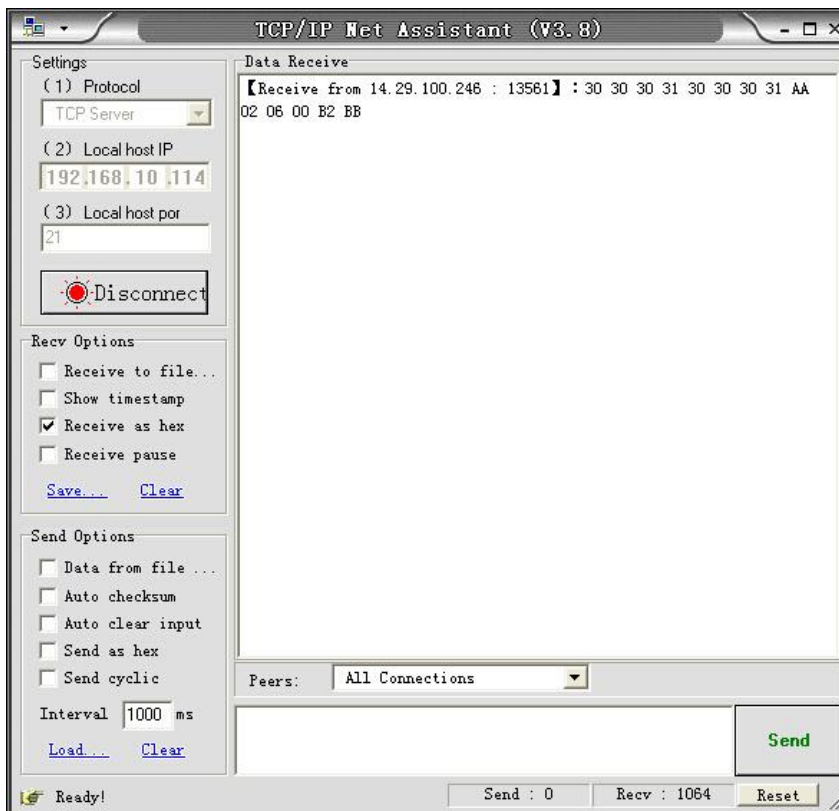 TCP/IP Net Assistant (V3.8)
Settings
(1) Protocol
TCP Server
(2) Local host IP
192.168.10.114
(3) Local host por
21
Disconnect
Recv Options
Receive to file...
Show timestamp
Receive as hex
Receive pause
Save... Clear
Send Options
Data from file ...
Auto checksum
Auto clear input
Send as hex
Send cyclic
Interval 1000 ms
Load... Clear
Data Receive
【Receive from 14.29.100.246 : 13561】:30 30 30 31 30 30 30 31 AA
02 06 00 B2 BB
Peers: All Connections
Send
Ready!
Send : 0 Recv : 1064 Reset